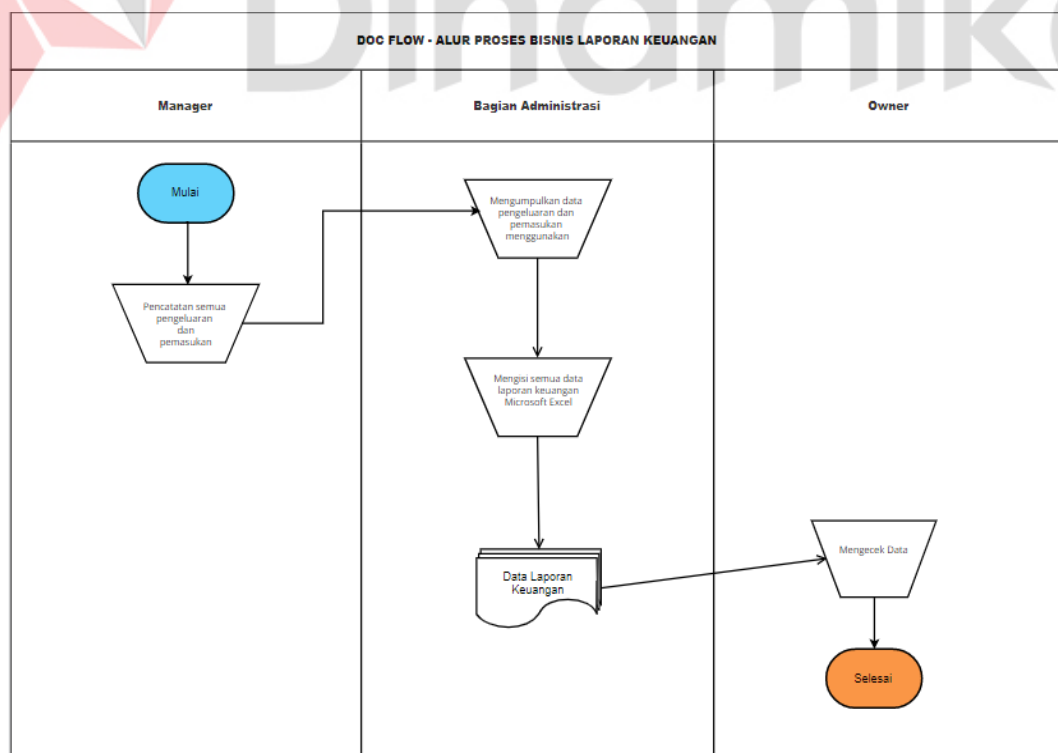 Dinamika
DOC FLOW - ALUR PROSES BISNIS LAPORAN KEUANGAN
Manager
Bagian Administrasi
Owner
Mulai
Pencatatan semua
pengeluaran
dan
pemasukan
Mengumpulkan data
pengeluaran dan
pemasukan
menggunakan
Mengisi semua data
laporan keuangan
Microsoft Excel
Data Laporan
Keuangan
Mengecek Data
Selesai